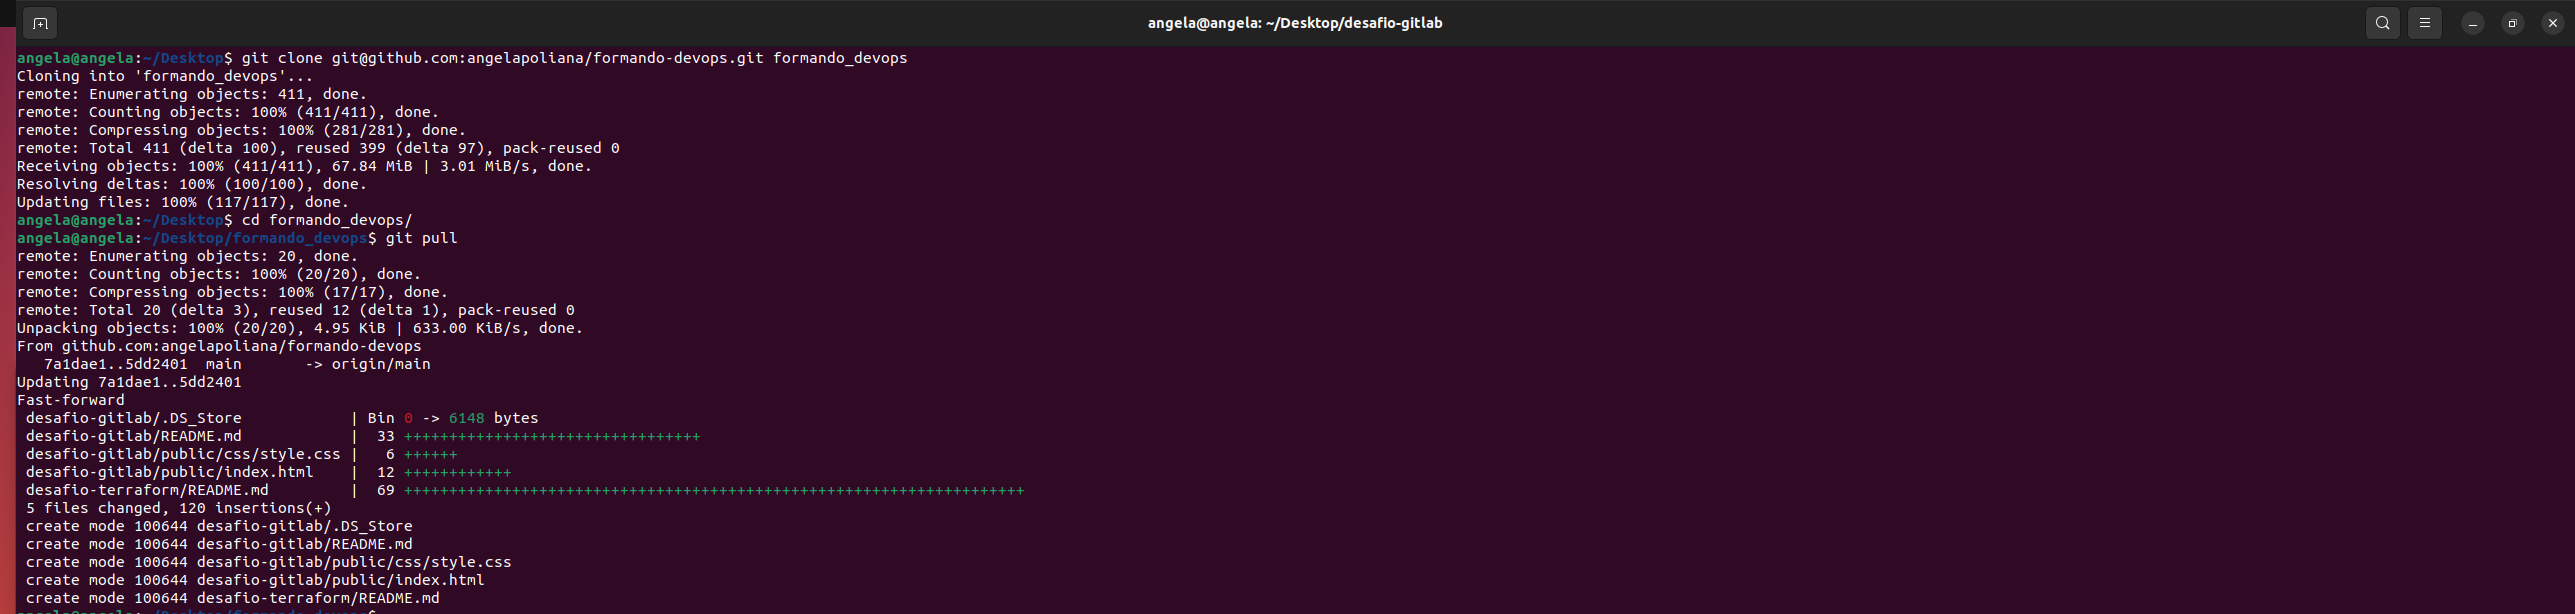 angela@angela: ~/Desktop/desafio-gitlab
angela@angela:~/Desktop$ git clone git@github.com:angelapoliana/formando-devops.git formando_devops
Cloning into 'formando_devops'...
remote: Enumerating objects: 411, done.
remote: Counting objects: 100% (411/411), done.
remote: Compressing objects: 100% (281/281), done.
remote: Total 411 (delta 100), reused 399 (delta 97), pack-reused 0
Receiving objects: 100% (411/411), 67.84 MiB | 3.01 MiB/s, done.
Resolving deltas: 100% (100/100), done.
Updating files: 100% (117/117), done.
angela@angela:~/Desktop$ cd formando_devops/
angela@angela:~/Desktop/formando_devops$ git pull
remote: Enumerating objects: 20, done.
remote: Counting objects: 100% (20/20), done.
remote: Compressing objects: 100% (17/17), done.
remote: Total 20 (delta 3), reused 12 (delta 1), pack-reused 0
Unpacking objects: 100% (20/20), 4.95 KiB | 633.00 KiB/s, done.
From github.com:angelapoliana/formando-devops
   7a1dae1..5dd2401  main       -> origin/main
Updating 7a1dae1..5dd2401
Fast-forward
 desafio-gitlab/.DS_Store            | Bin 0 -> 6148 bytes
 desafio-gitlab/README.md            |  33 +++++++++++++++++++++++++++++++++
 desafio-gitlab/public/css/style.css |   6 ++++++
 desafio-gitlab/public/index.html    |  12 ++++++++++++
 desafio-terraform/README.md         |  69 +++++++++++++++++++++++++++++++++++++++++++++++++++++++++++++++++++++
 5 files changed, 120 insertions(+)
 create mode 100644 desafio-gitlab/.DS_Store
 create mode 100644 desafio-gitlab/README.md
 create mode 100644 desafio-gitlab/public/css/style.css
 create mode 100644 desafio-gitlab/public/index.html
 create mode 100644 desafio-terraform/README.md